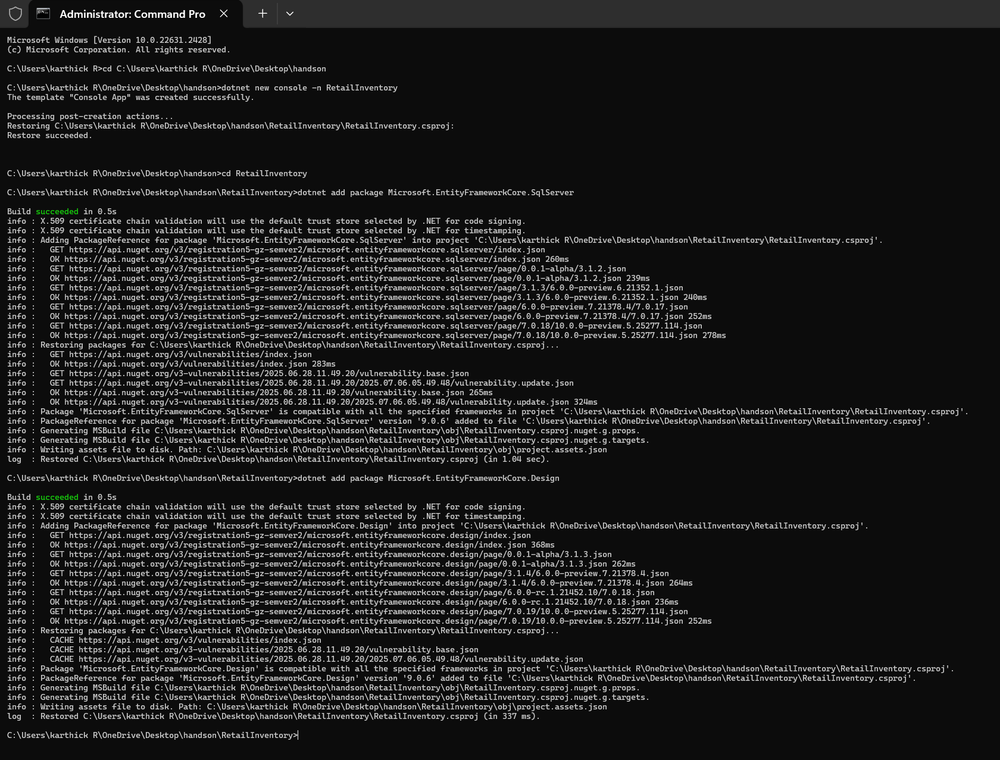 Administrator: Command Pro
Microsoft Windows [Version 10.0.22631.2428]
(c) Microsoft Corporation. All rights reserved.
C:\Users\karthick R>cd C:\Users\karthick R\OneDrive\Desktop\handson
C:\Users\karthick R\OneDrive\Desktop\handson>dotnet new console -n RetailInventory
The template "Console App" was created successfully.
Processing post-creation actions...
Restoring C:\Users\karthick R\OneDrive\Desktop\handson\RetailInventory\RetailInventory.csproj:
Restore succeeded.
C:\Users\karthick R\OneDrive\Desktop\handson>cd RetailInventory
C:\Users\karthick R\OneDrive\Desktop\handson\RetailInventory>dotnet add package Microsoft.EntityFrameworkCore.SqlServer
Build succeeded in 0.5s
info : X.509 certificate chain validation will use the default trust store selected by .NET for code signing.
info : X.509 certificate chain validation will use the default trust store selected by .NET for timestamping.
info : Adding PackageReference for package 'Microsoft.EntityFrameworkCore.SqlServer' into project 'C:\Users\karthick R\OneDrive\Desktop\handson\RetailInventory\RetailInventory.csproj'.
info :   GET https://api.nuget.org/v3/registration5-gz-semver2/microsoft.entityframeworkcore.sqlserver/index.json
info :   OK https://api.nuget.org/v3/registration5-gz-semver2/microsoft.entityframeworkcore.sqlserver/index.json 260ms
info :   GET https://api.nuget.org/v3/registration5-gz-semver2/microsoft.entityframeworkcore.sqlserver/page/0.0.1-alpha/3.1.2.json
info :   OK https://api.nuget.org/v3/registration5-gz-semver2/microsoft.entityframeworkcore.sqlserver/page/0.0.1-alpha/3.1.2.json 239ms
info :   GET https://api.nuget.org/v3/registration5-gz-semver2/microsoft.entityframeworkcore.sqlserver/page/3.1.3/6.0.0-preview.6.21352.1.json
info :   OK https://api.nuget.org/v3/registration5-gz-semver2/microsoft.entityframeworkcore.sqlserver/page/3.1.3/6.0.0-preview.6.21352.1.json 240ms
info :   GET https://api.nuget.org/v3/registration5-gz-semver2/microsoft.entityframeworkcore.sqlserver/page/6.0.0-preview.7.21378.4/7.0.17.json
info :   OK https://api.nuget.org/v3/registration5-gz-semver2/microsoft.entityframeworkcore.sqlserver/page/6.0.0-preview.7.21378.4/7.0.17.json 252ms
info :   GET https://api.nuget.org/v3/registration5-gz-semver2/microsoft.entityframeworkcore.sqlserver/page/7.0.18/10.0.0-preview.5.25277.114.json
info :   OK https://api.nuget.org/v3/registration5-gz-semver2/microsoft.entityframeworkcore.sqlserver/page/7.0.18/10.0.0-preview.5.25277.114.json 278ms
info : Restoring packages for C:\Users\karthick R\OneDrive\Desktop\handson\RetailInventory\RetailInventory.csproj...
info :   GET https://api.nuget.org/v3/vulnerabilities/index.json
info :   OK https://api.nuget.org/v3/vulnerabilities/index.json 283ms
info :   GET https://api.nuget.org/v3-vulnerabilities/2025.06.28.11.49.20/vulnerability.base.json
info :   GET https://api.nuget.org/v3-vulnerabilities/2025.06.28.11.49.20/2025.07.06.05.49.48/vulnerability.update.json
info :   OK https://api.nuget.org/v3-vulnerabilities/2025.06.28.11.49.20/vulnerability.base.json 265ms
info :   OK https://api.nuget.org/v3-vulnerabilities/2025.06.28.11.49.20/2025.07.06.05.49.48/vulnerability.update.json 324ms
info : Package 'Microsoft.EntityFrameworkCore.SqlServer' is compatible with all the specified frameworks in project 'C:\Users\karthick R\OneDrive\Desktop\handson\RetailInventory\RetailInventory.csproj'.
info : PackageReference for package 'Microsoft.EntityFrameworkCore.SqlServer' version '9.0.6' added to file 'C:\Users\karthick R\OneDrive\Desktop\handson\RetailInventory\RetailInventory.csproj'.
info : Generating MSBuild file C:\Users\karthick R\OneDrive\Desktop\handson\RetailInventory\obj\RetailInventory.csproj.nuget.g.props.
info : Generating MSBuild file C:\Users\karthick R\OneDrive\Desktop\handson\RetailInventory\obj\RetailInventory.csproj.nuget.g.targets.
info : Writing assets file to disk. Path: C:\Users\karthick R\OneDrive\Desktop\handson\RetailInventory\obj\project.assets.json
log  : Restored C:\Users\karthick R\OneDrive\Desktop\handson\RetailInventory\RetailInventory.csproj (in 1.04 sec).
C:\Users\karthick R\OneDrive\Desktop\handson\RetailInventory>dotnet add package Microsoft.EntityFrameworkCore.Design
Build succeeded in 0.5s
info : X.509 certificate chain validation will use the default trust store selected by .NET for code signing.
info : X.509 certificate chain validation will use the default trust store selected by .NET for timestamping.
info : Adding PackageReference for package 'Microsoft.EntityFrameworkCore.Design' into project 'C:\Users\karthick R\OneDrive\Desktop\handson\RetailInventory\RetailInventory.csproj'.
info :   GET https://api.nuget.org/v3/registration5-gz-semver2/microsoft.entityframeworkcore.design/index.json
info :   OK https://api.nuget.org/v3/registration5-gz-semver2/microsoft.entityframeworkcore.design/index.json 368ms
info :   GET https://api.nuget.org/v3/registration5-gz-semver2/microsoft.entityframeworkcore.design/page/0.0.1-alpha/3.1.3.json
info :   OK https://api.nuget.org/v3/registration5-gz-semver2/microsoft.entityframeworkcore.design/page/0.0.1-alpha/3.1.3.json 262ms
info :   GET https://api.nuget.org/v3/registration5-gz-semver2/microsoft.entityframeworkcore.design/page/3.1.4/6.0.0-preview.7.21378.4.json
info :   OK https://api.nuget.org/v3/registration5-gz-semver2/microsoft.entityframeworkcore.design/page/3.1.4/6.0.0-preview.7.21378.4.json 264ms
info :   GET https://api.nuget.org/v3/registration5-gz-semver2/microsoft.entityframeworkcore.design/page/6.0.0-rc.1.21452.10/7.0.18.json
info :   OK https://api.nuget.org/v3/registration5-gz-semver2/microsoft.entityframeworkcore.design/page/6.0.0-rc.1.21452.10/7.0.18.json 236ms
info :   GET https://api.nuget.org/v3/registration5-gz-semver2/microsoft.entityframeworkcore.design/page/7.0.19/10.0.0-preview.5.25277.114.json
info :   OK https://api.nuget.org/v3/registration5-gz-semver2/microsoft.entityframeworkcore.design/page/7.0.19/10.0.0-preview.5.25277.114.json 252ms
info : Restoring packages for C:\Users\karthick R\OneDrive\Desktop\handson\RetailInventory\RetailInventory.csproj...
info :   CACHE https://api.nuget.org/v3/vulnerabilities/index.json
info :   CACHE https://api.nuget.org/v3-vulnerabilities/2025.06.28.11.49.20/vulnerability.base.json
info :   CACHE https://api.nuget.org/v3-vulnerabilities/2025.06.28.11.49.20/2025.07.06.05.49.48/vulnerability.update.json
info : Package 'Microsoft.EntityFrameworkCore.Design' is compatible with all the specified frameworks in project 'C:\Users\karthick R\OneDrive\Desktop\handson\RetailInventory\RetailInventory.csproj'.
info : PackageReference for package 'Microsoft.EntityFrameworkCore.Design' version '9.0.6' added to file 'C:\Users\karthick R\OneDrive\Desktop\handson\RetailInventory\RetailInventory.csproj'.
info : Generating MSBuild file C:\Users\karthick R\OneDrive\Desktop\handson\RetailInventory\obj\RetailInventory.csproj.nuget.g.props.
info : Generating MSBuild file C:\Users\karthick R\OneDrive\Desktop\handson\RetailInventory\obj\RetailInventory.csproj.nuget.g.targets.
info : Writing assets file to disk. Path: C:\Users\karthick R\OneDrive\Desktop\handson\RetailInventory\obj\project.assets.json
log  : Restored C:\Users\karthick R\OneDrive\Desktop\handson\RetailInventory\RetailInventory.csproj (in 337 ms).
C:\Users\karthick R\OneDrive\Desktop\handson\RetailInventory>